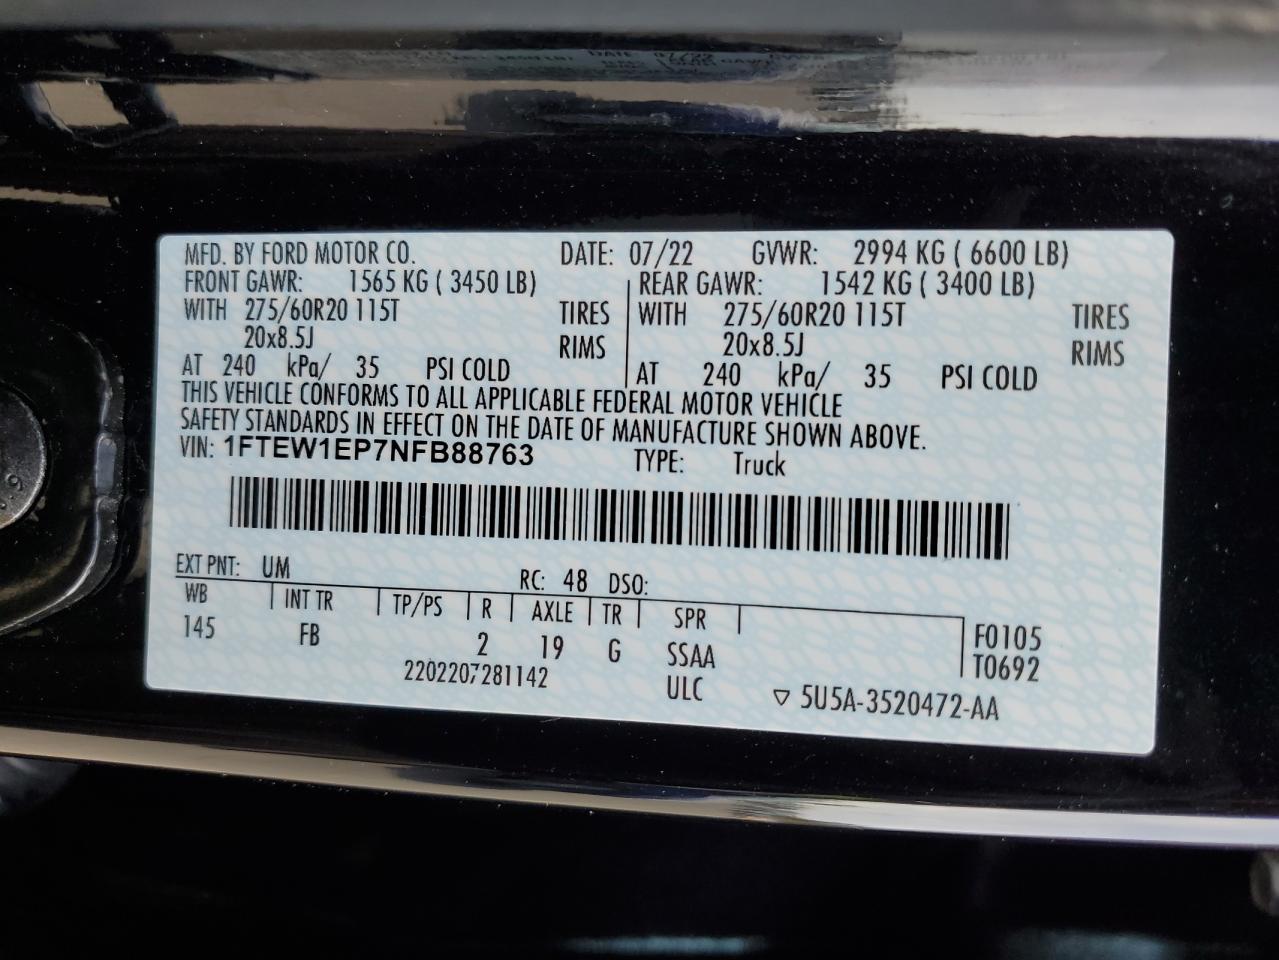 MFD. BY FORD MOTOR CO. DATE: 07/22 GVWR: 2994 KG ( 6600 LB)
FRONT GAWR: 1565 KG ( 3450 LB) REAR GAWR: 1542 KG ( 3400 LB)
WITH 275/60R20 115T TIRES WITH 275/60R20 115T TIRES
20x8.5J RIMS 20x8.5J RIMS
AT 240 kPa/ 35 PSI COLD AT 240 kPa/ 35 PSI COLD
THIS VEHICLE CONFORMS TO ALL APPLICABLE FEDERAL MOTOR VEHICLE
SAFETY STANDARDS IN EFFECT ON THE DATE OF MANUFACTURE SHOWN ABOVE.
VIN: 1FTEW1EP7NFB88763 TYPE: Truck
EXT PNT: UM RC: 48 DSO:
WB INT TR TP/PS R AXLE TR SPR
145 FB 2 19 G SSAA F0105
2202207281142 ULC T0692
▽ 5U5A-3520472-AA